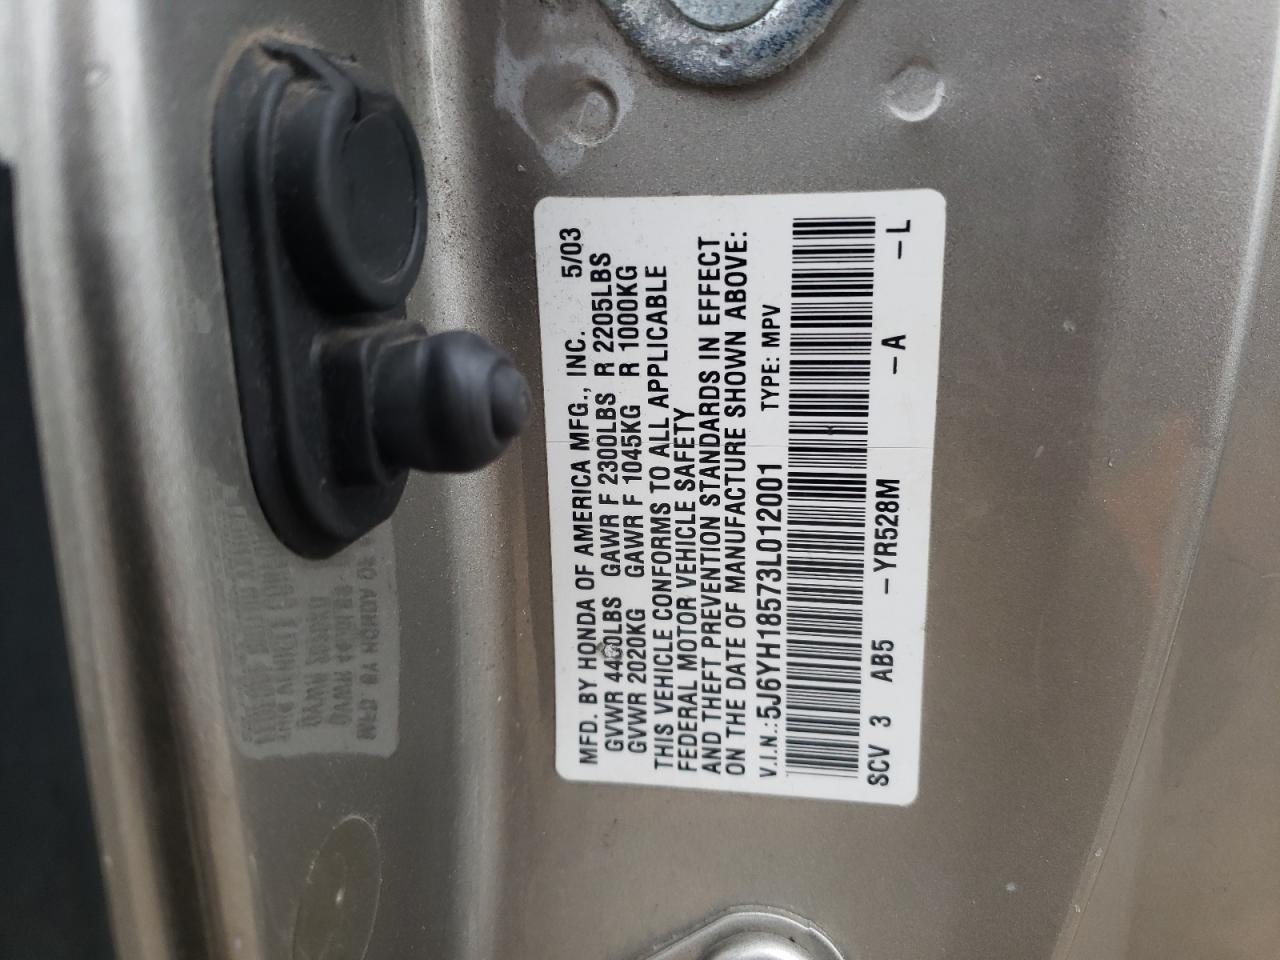 MFD. BY HONDA OF AMERICA MFG., INC. 5/03
GVWR 4450LBS GAWR F 2300LBS R 2205LBS
GVWR 2020KG GAWR F 1045KG R 1000KG
THIS VEHICLE CONFORMS TO ALL APPLICABLE
FEDERAL MOTOR VEHICLE SAFETY
AND THEFT PREVENTION STANDARDS IN EFFECT
ON THE DATE OF MANUFACTURE SHOWN ABOVE:
V.I.N.: 5J6YH18573L012001 TYPE: MPV
SCV 3 AB5 -YR528M -A -L